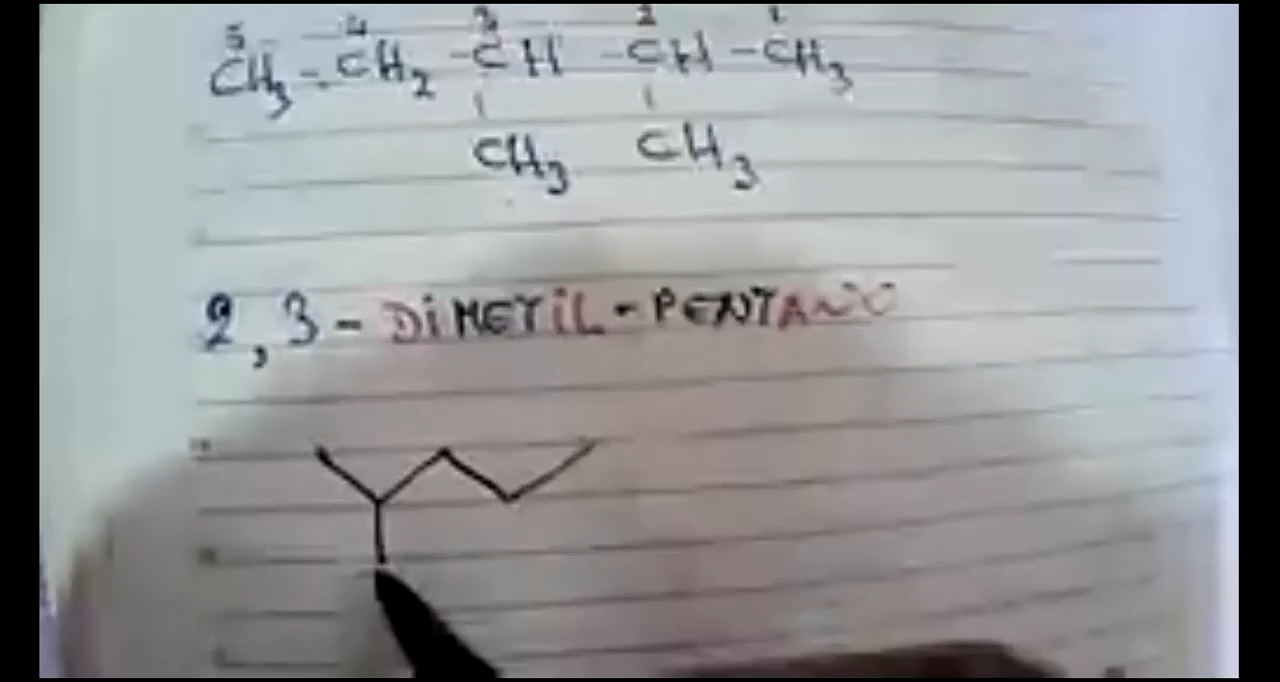 5 4 3 2 1
CH3 - CH2 - CH - CH - CH3
CH3 CH3
2,3 - DiMETiL - PENTANO